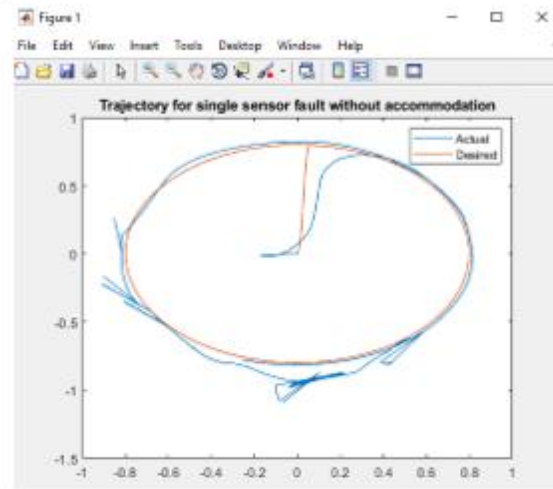 Figure 1
File Edit View Insert Tools Desktop Window Help
Trajectory for single sensor fault without accommodation
Actual
Desired
1
0.5
0
-0.5
-1
-1.5
-1 -0.8 -0.6 -0.4 -0.2 0 0.2 0.4 0.6 0.8 1